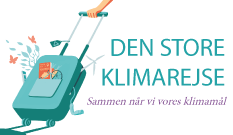 DEN STORE
KLIMAREJSE
Sammen når vi vores klimamål